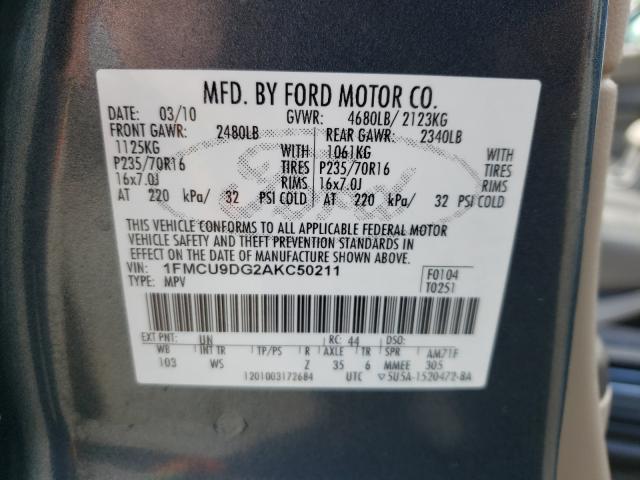 MFD. BY FORD MOTOR CO.
DATE: 03/10 GVWR: 4680LB/ 2123KG
FRONT GAWR: 2480LB REAR GAWR: 2340LB
1125KG WITH 1061KG WITH
P235/70R16 TIRES P235/70R16 TIRES
16x7.0J RIMS 16x7.0J RIMS
AT 220 kPa/ 32 PSI COLD AT 220 kPa/ 32 PSI COLD
Ford
THIS VEHICLE CONFORMS TO ALL APPLICABLE FEDERAL MOTOR
VEHICLE SAFETY AND THEFT PREVENTION STANDARDS IN
EFFECT ON THE DATE OF MANUFACTURE SHOWN ABOVE.
VIN: 1FMCU9DG2AKC50211 F0104
TYPE: MPV T0251
EXT PNT: UN RC: 44 DSO:
WB INT TR TP/PS R AXLE TR SPR AM71F
103 WS Z 35 6 MMEE 305
1201003172684 UTC ▽5U5A-1520472-BA